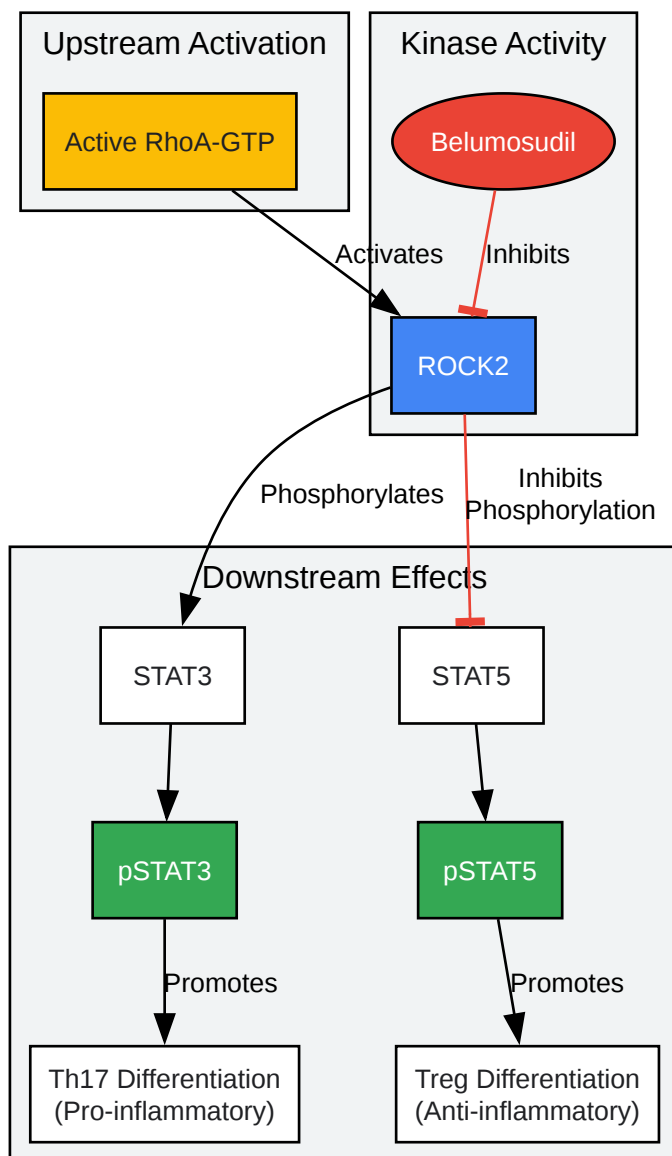 Upstream Activation
Kinase Activity
Active RhoA-GTP
Belumosudil
Activates
Inhibits
ROCK2
Phosphorylates
Inhibits
Phosphorylation
Downstream Effects
STAT3
STAT5
pSTAT3
pSTAT5
Promotes
Promotes
Th17 Differentiation
(Pro-inflammatory)
Treg Differentiation
(Anti-inflammatory)